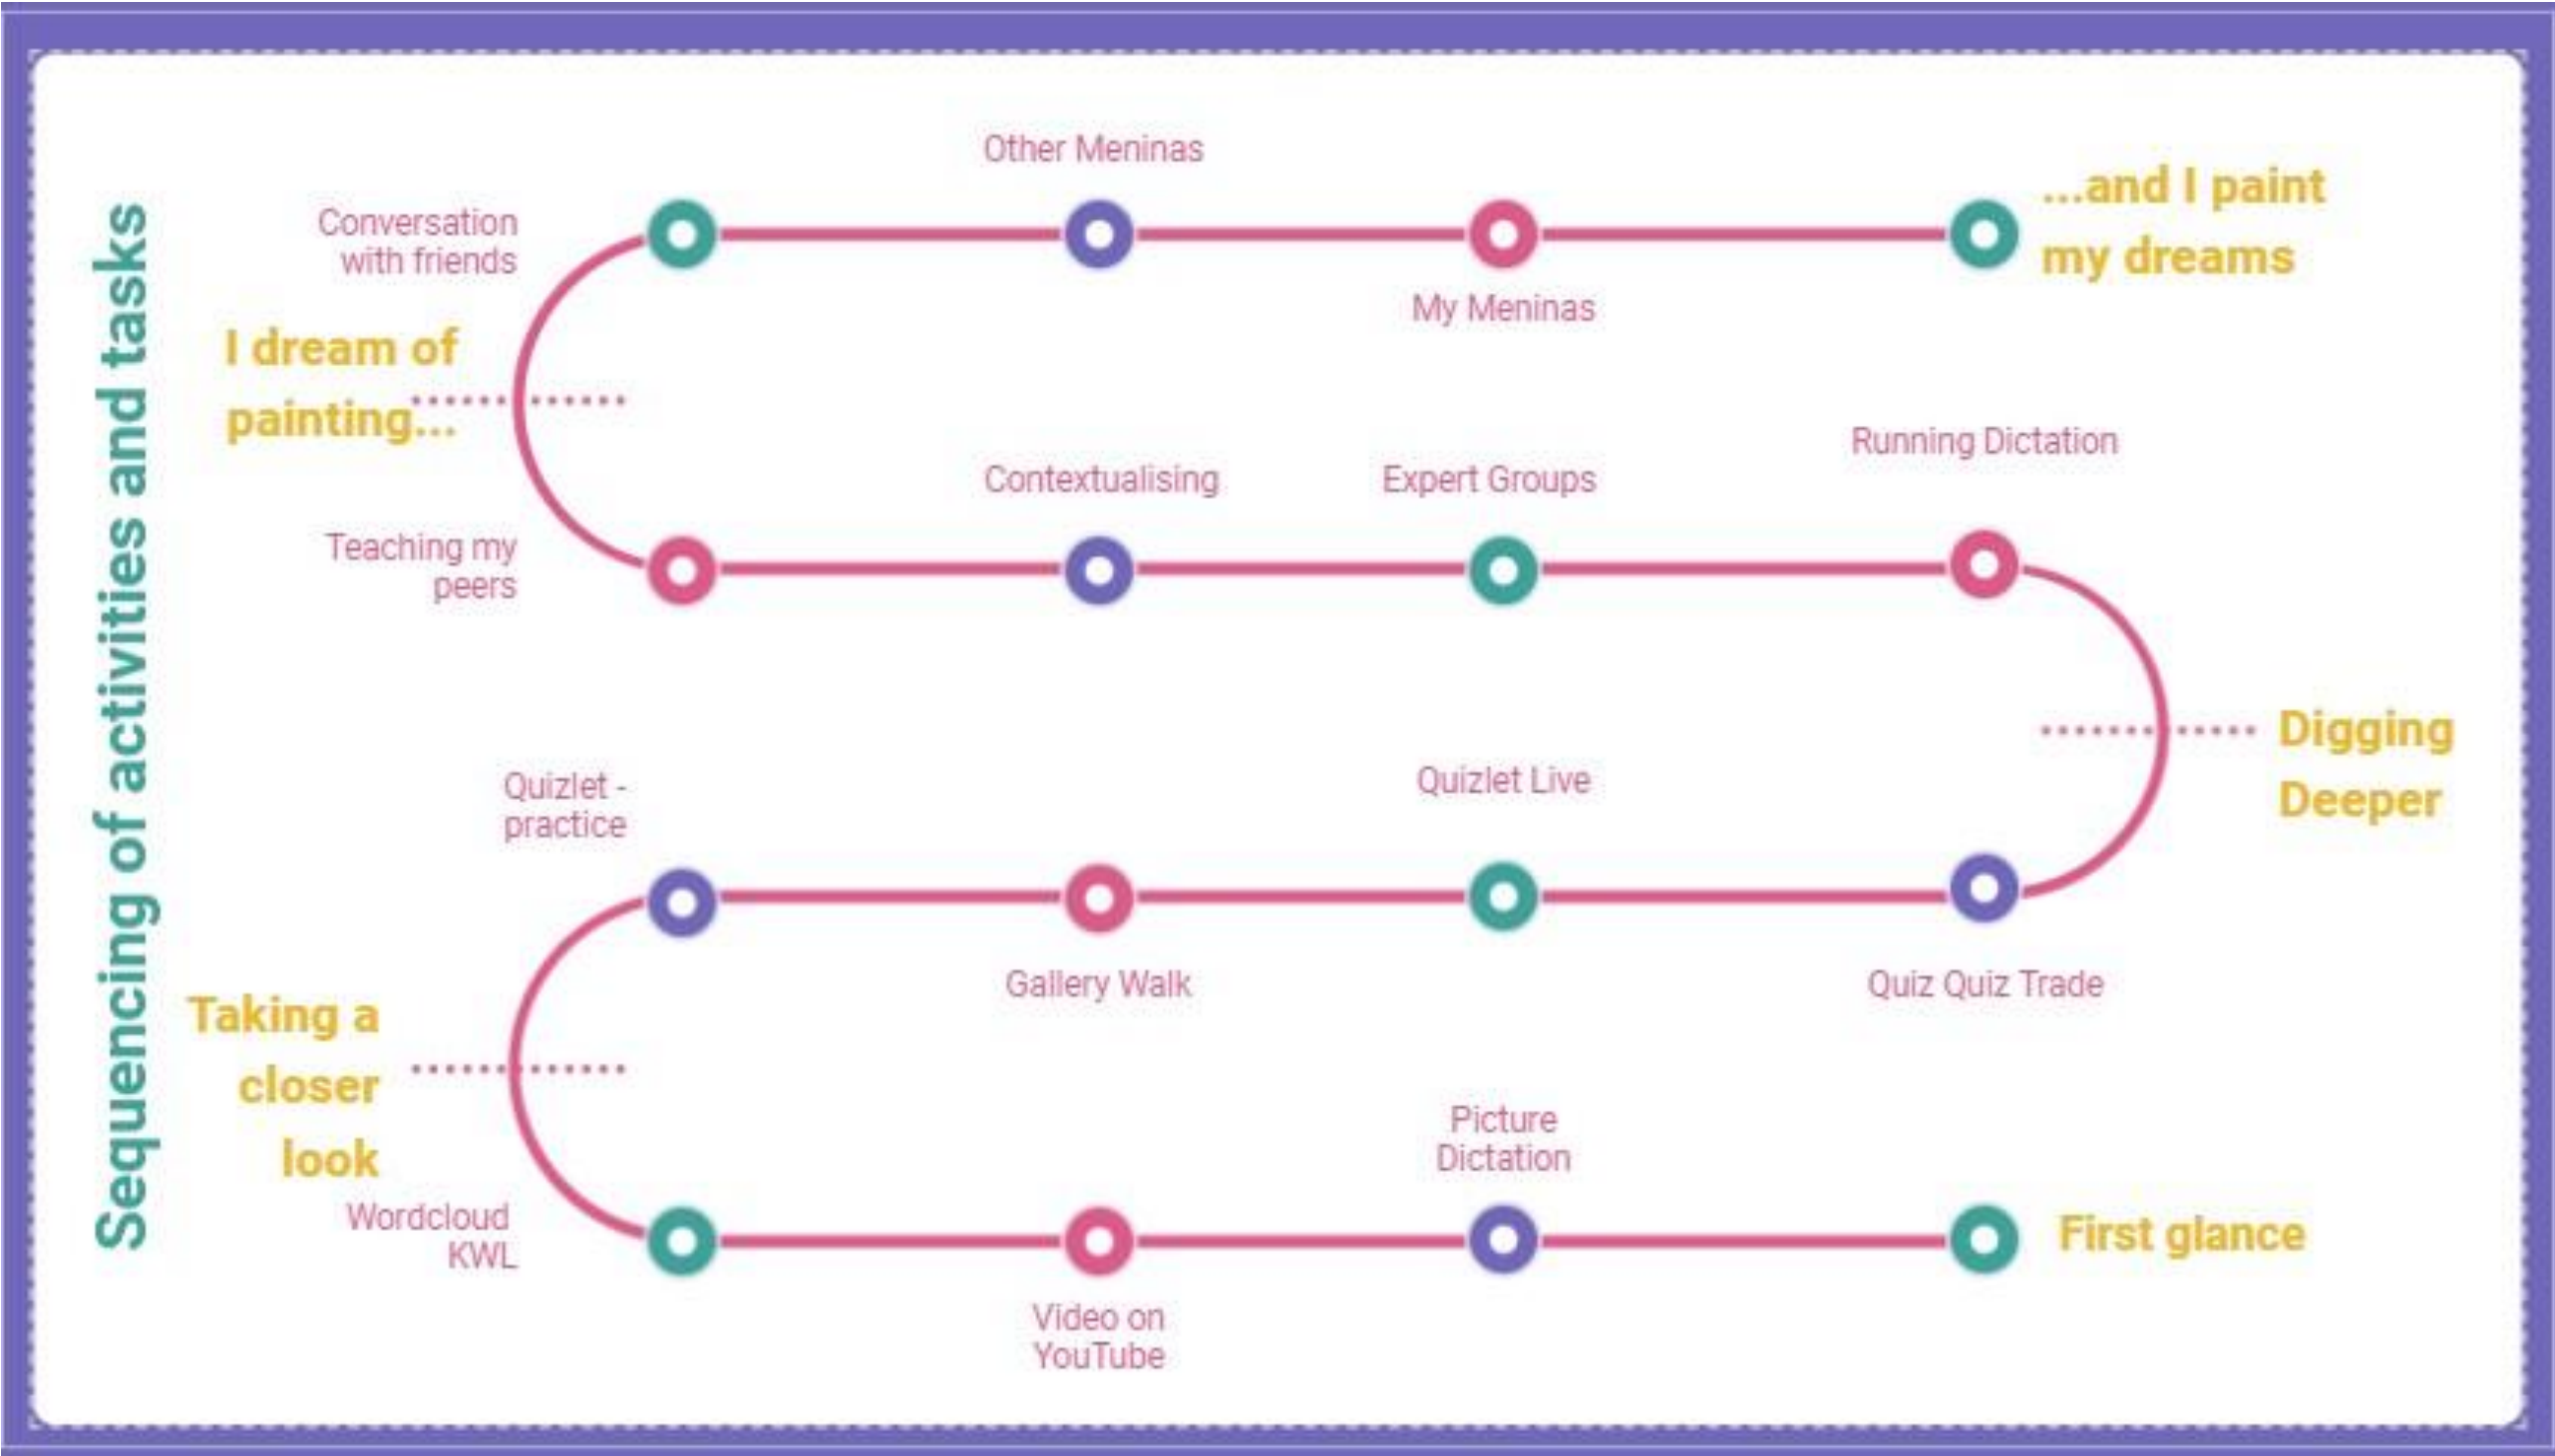 Sequencing of activities and tasks
Other Meninas
...and I paint
my dreams
Conversation
with friends
My Meninas
I dream of
painting...
Running Dictation
Contextualising
Expert Groups
Teaching my
peers
Digging
Deeper
Quizlet -
practice
Quizlet Live
Gallery Walk
Quiz Quiz Trade
Taking a
closer
look
Picture
Dictation
Wordcloud
KWL
First glance
Video on
YouTube